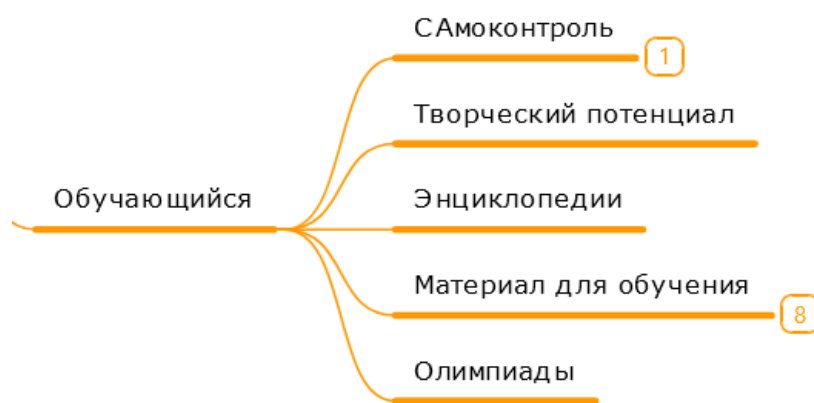 САмоконтроль
1
Творческий потенциал
Обучающийся
Энциклопедии
Материал для обучения
8
Олимпиады